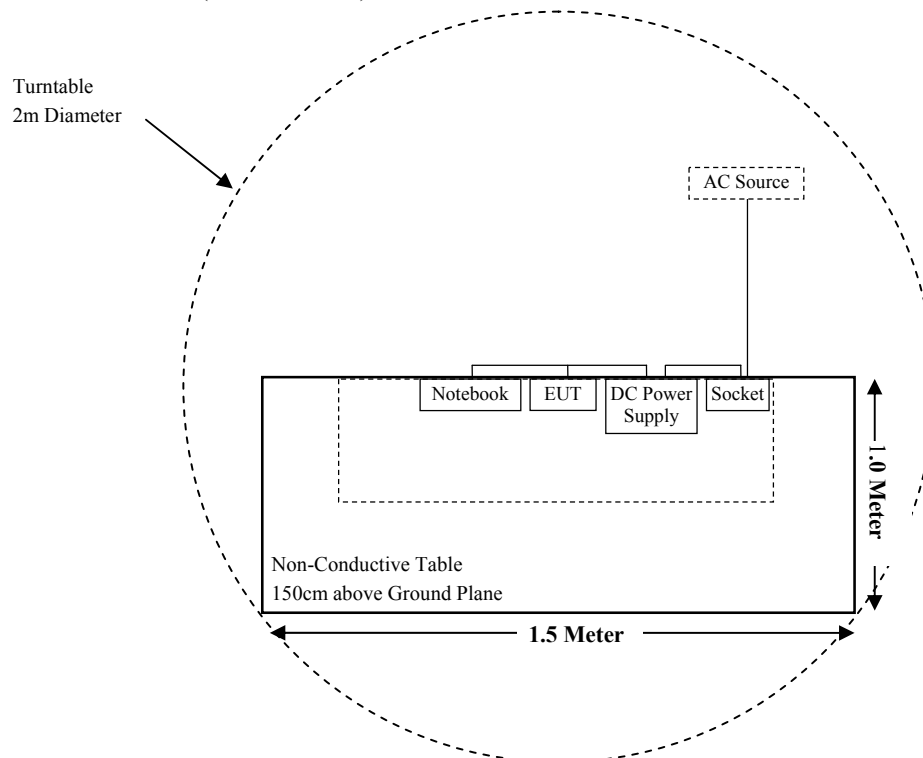 Turntable
2m Diameter
AC Source
Notebook
EUT
DC Power
Supply
Socket
1.0 Meter
Non-Conductive Table
150cm above Ground Plane
1.5 Meter